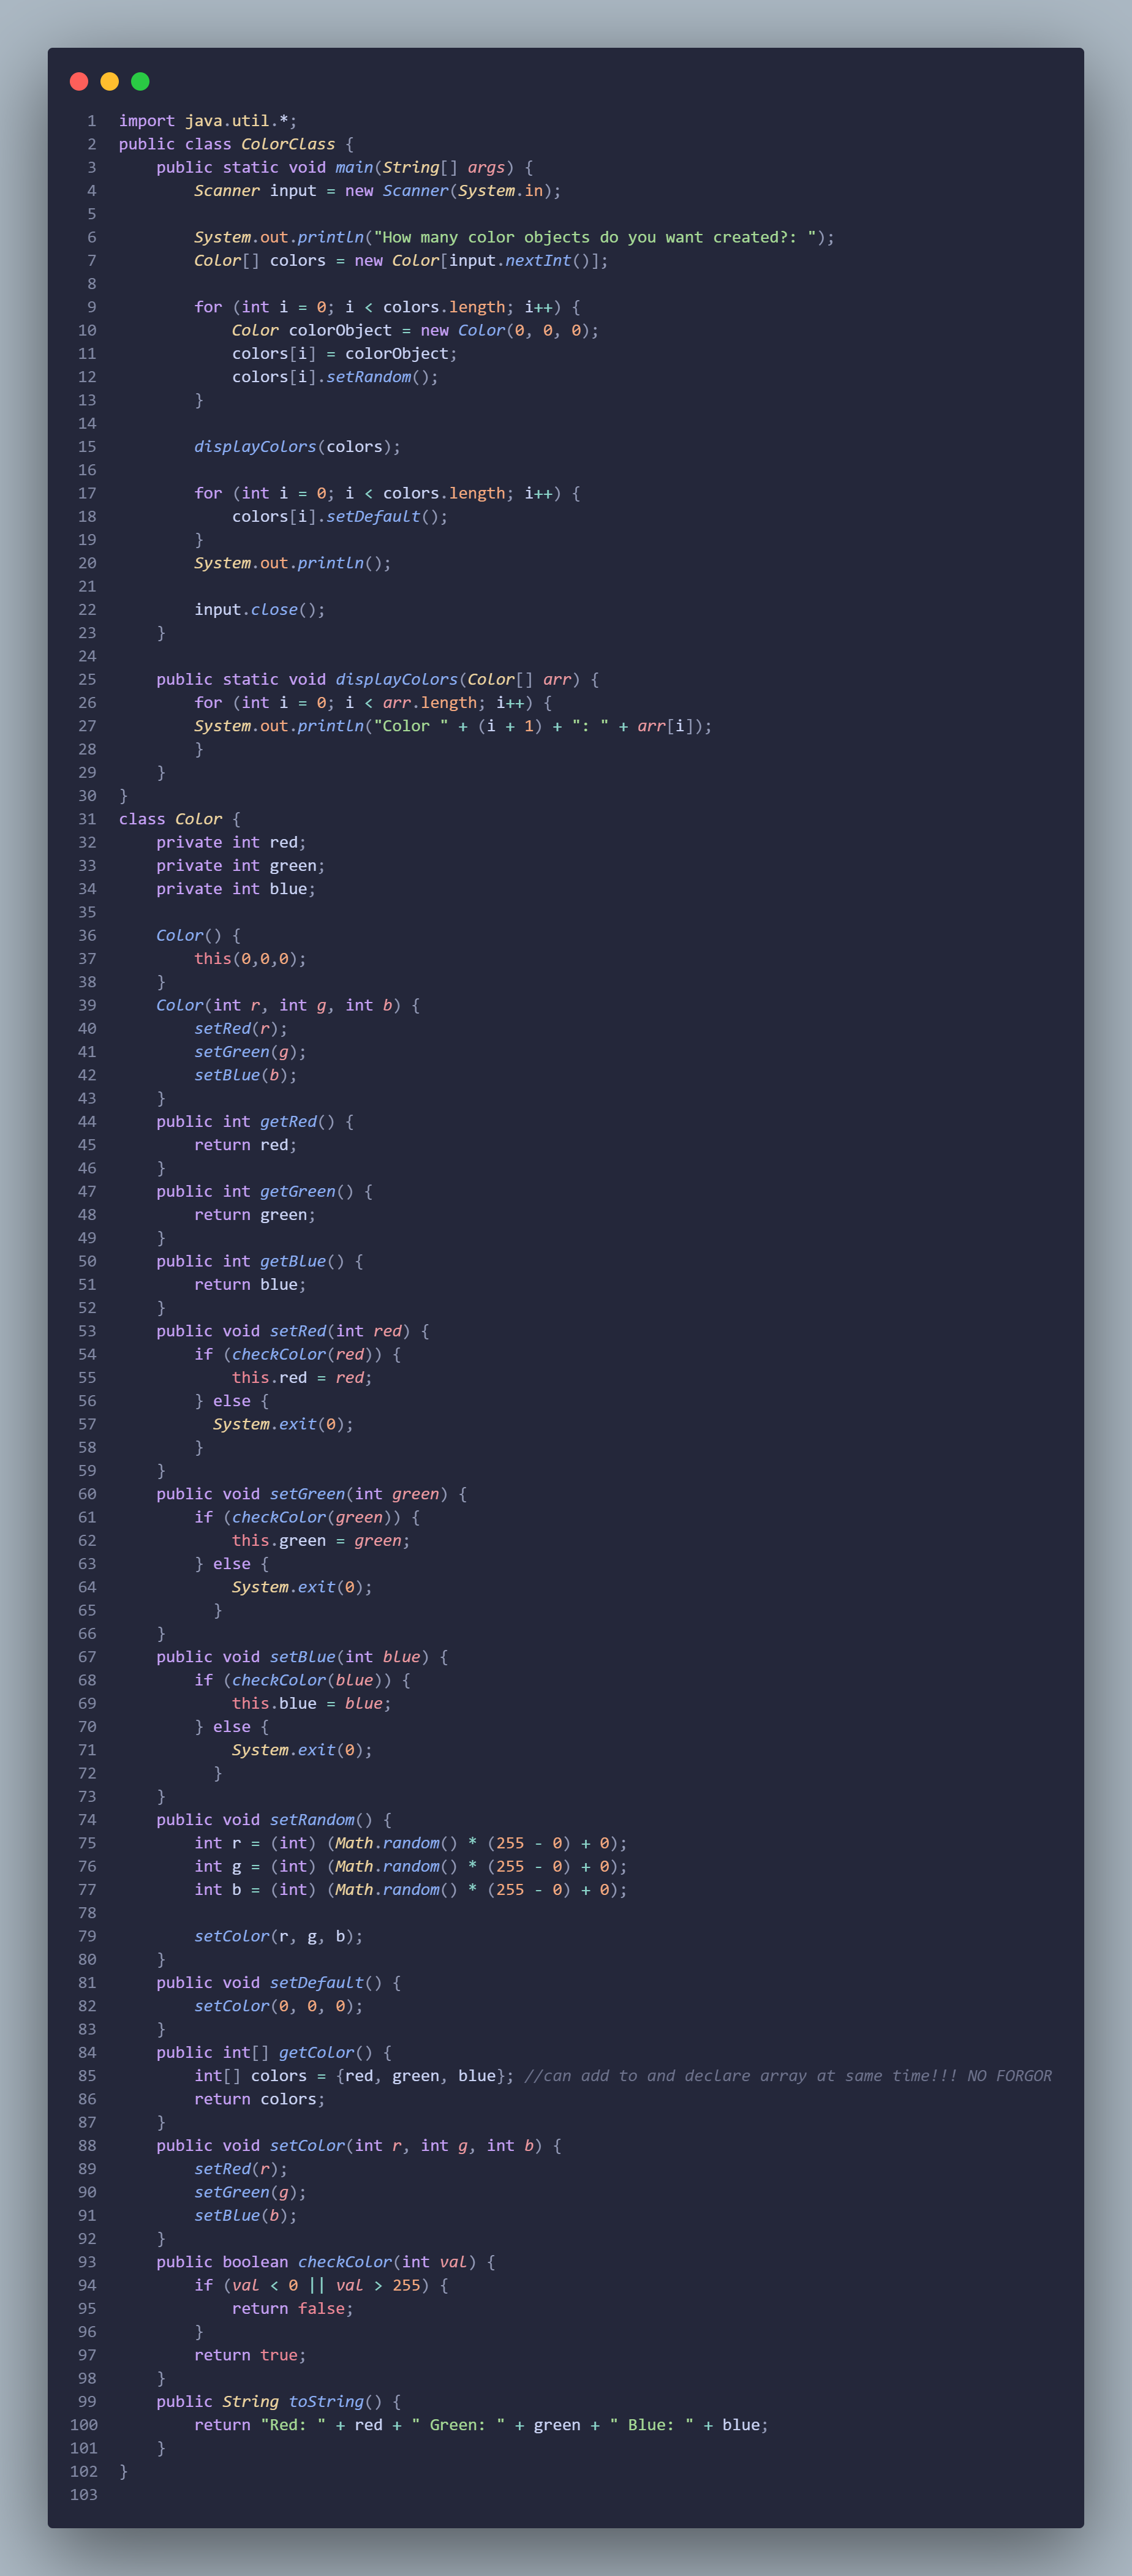 1 import java.util.*;
2 public class ColorClass {
3     public static void main(String[] args) {
4         Scanner input = new Scanner(System.in);
5
6         System.out.println("How many color objects do you want created?: ");
7         Color[] colors = new Color[input.nextInt()];
8
9         for (int i = 0; i < colors.length; i++) {
10             Color colorObject = new Color(0, 0, 0);
11             colors[i] = colorObject;
12             colors[i].setRandom();
13         }
14
15         displayColors(colors);
16
17         for (int i = 0; i < colors.length; i++) {
18             colors[i].setDefault();
19         }
20         System.out.println();
21
22         input.close();
23     }
24
25     public static void displayColors(Color[] arr) {
26         for (int i = 0; i < arr.length; i++) {
27         System.out.println("Color " + (i + 1) + ": " + arr[i]);
28         }
29     }
30 }
31 class Color {
32     private int red;
33     private int green;
34     private int blue;
35
36     Color() {
37         this(0,0,0);
38     }
39     Color(int r, int g, int b) {
40         setRed(r);
41         setGreen(g);
42         setBlue(b);
43     }
44     public int getRed() {
45         return red;
46     }
47     public int getGreen() {
48         return green;
49     }
50     public int getBlue() {
51         return blue;
52     }
53     public void setRed(int red) {
54         if (checkColor(red)) {
55             this.red = red;
56         } else {
57           System.exit(0);
58         }
59     }
60     public void setGreen(int green) {
61         if (checkColor(green)) {
62             this.green = green;
63         } else {
64             System.exit(0);
65           }
66     }
67     public void setBlue(int blue) {
68         if (checkColor(blue)) {
69             this.blue = blue;
70         } else {
71             System.exit(0);
72           }
73     }
74     public void setRandom() {
75         int r = (int) (Math.random() * (255 - 0) + 0);
76         int g = (int) (Math.random() * (255 - 0) + 0);
77         int b = (int) (Math.random() * (255 - 0) + 0);
78
79         setColor(r, g, b);
80     }
81     public void setDefault() {
82         setColor(0, 0, 0);
83     }
84     public int[] getColor() {
85         int[] colors = {red, green, blue}; //can add to and declare array at same time!!! NO FORGOR
86         return colors;
87     }
88     public void setColor(int r, int g, int b) {
89         setRed(r);
90         setGreen(g);
91         setBlue(b);
92     }
93     public boolean checkColor(int val) {
94         if (val < 0 || val > 255) {
95             return false;
96         }
97         return true;
98     }
99     public String toString() {
100         return "Red: " + red + " Green: " + green + " Blue: " + blue;
101     }
102 }
103